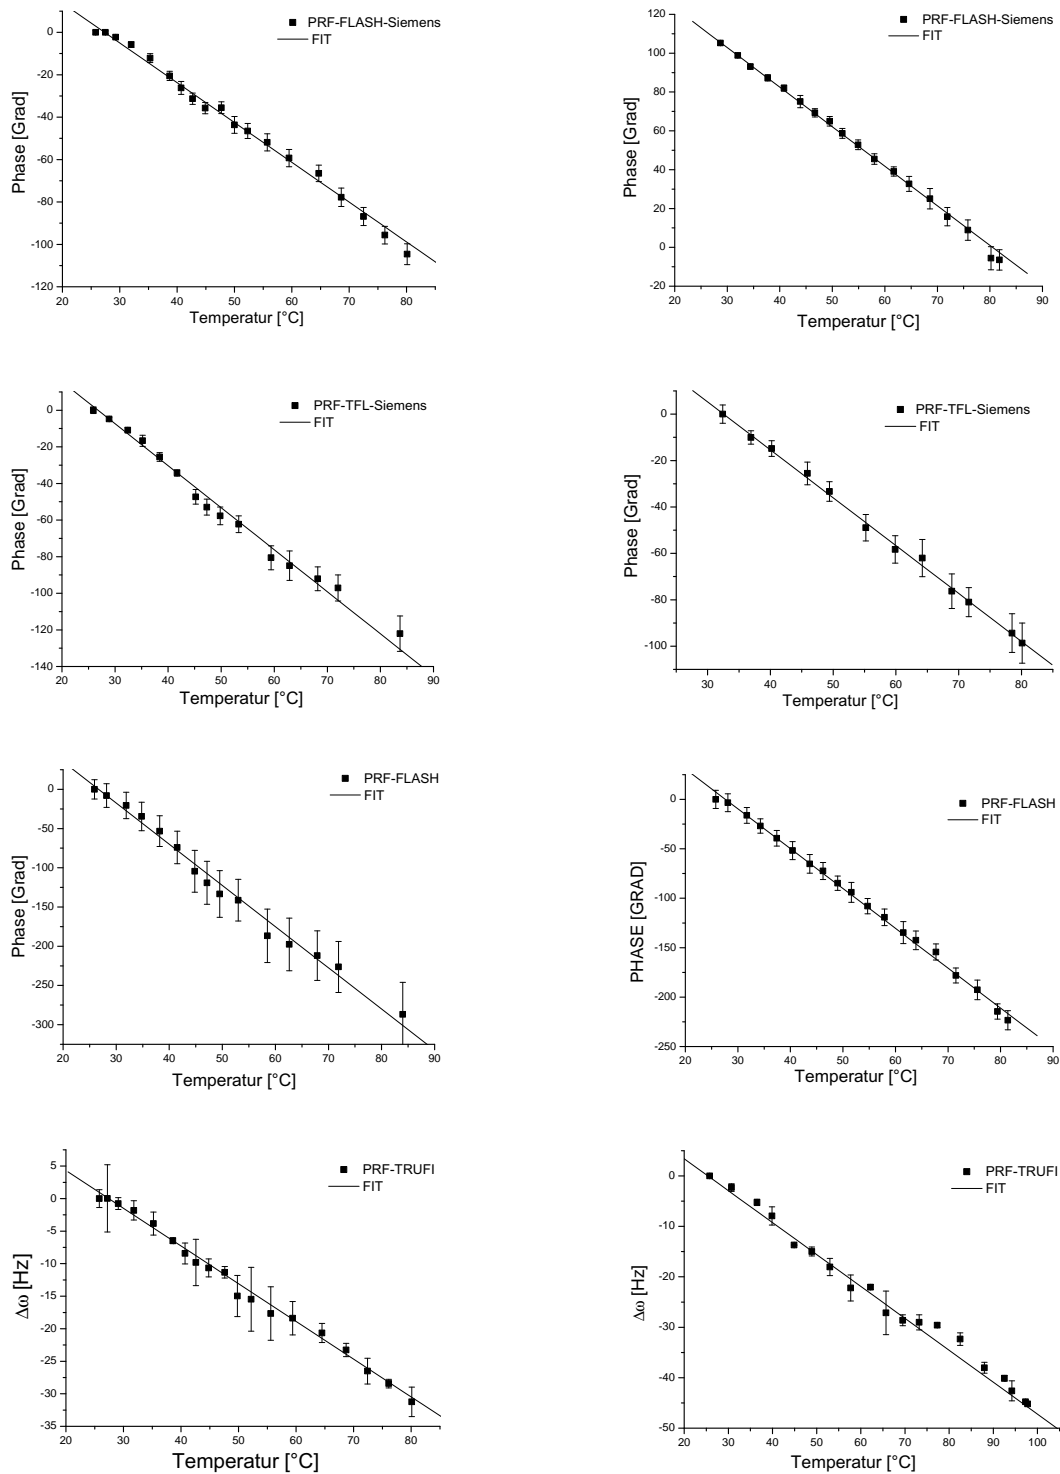 PRF-FLASH-Siemens
FIT
0
-20
-40
-60
-80
-100
-120
Phase [Grad]
20 30 40 50 60 70 80
Temperatur [°C]
PRF-FLASH-Siemens
FIT
120
100
80
60
40
20
0
-20
Phase [Grad]
20 30 40 50 60 70 80 90
Temperatur [°C]
PRF-TFL-Siemens
FIT
0
-20
-40
-60
-80
-100
-120
-140
Phase [Grad]
20 30 40 50 60 70 80 90
Temperatur [°C]
PRF-TFL-Siemens
FIT
0
-20
-40
-60
-80
-100
Phase [Grad]
30 40 50 60 70 80
Temperatur [°C]
PRF-FLASH
FIT
0
-50
-100
-150
-200
-250
-300
Phase [Grad]
20 30 40 50 60 70 80 90
Temperatur [°C]
PRF-FLASH
FIT
0
-50
-100
-150
-200
-250
PHASE [GRAD]
20 30 40 50 60 70 80 90
Temperatur [°C]
PRF-TRUFI
FIT
5
0
-5
-10
-15
-20
-25
-30
-35
Δω [Hz]
20 30 40 50 60 70 80
Temperatur [°C]
PRF-TRUFI
FIT
0
-10
-20
-30
-40
-50
Δω [Hz]
20 30 40 50 60 70 80 90 100
Temperatur [°C]